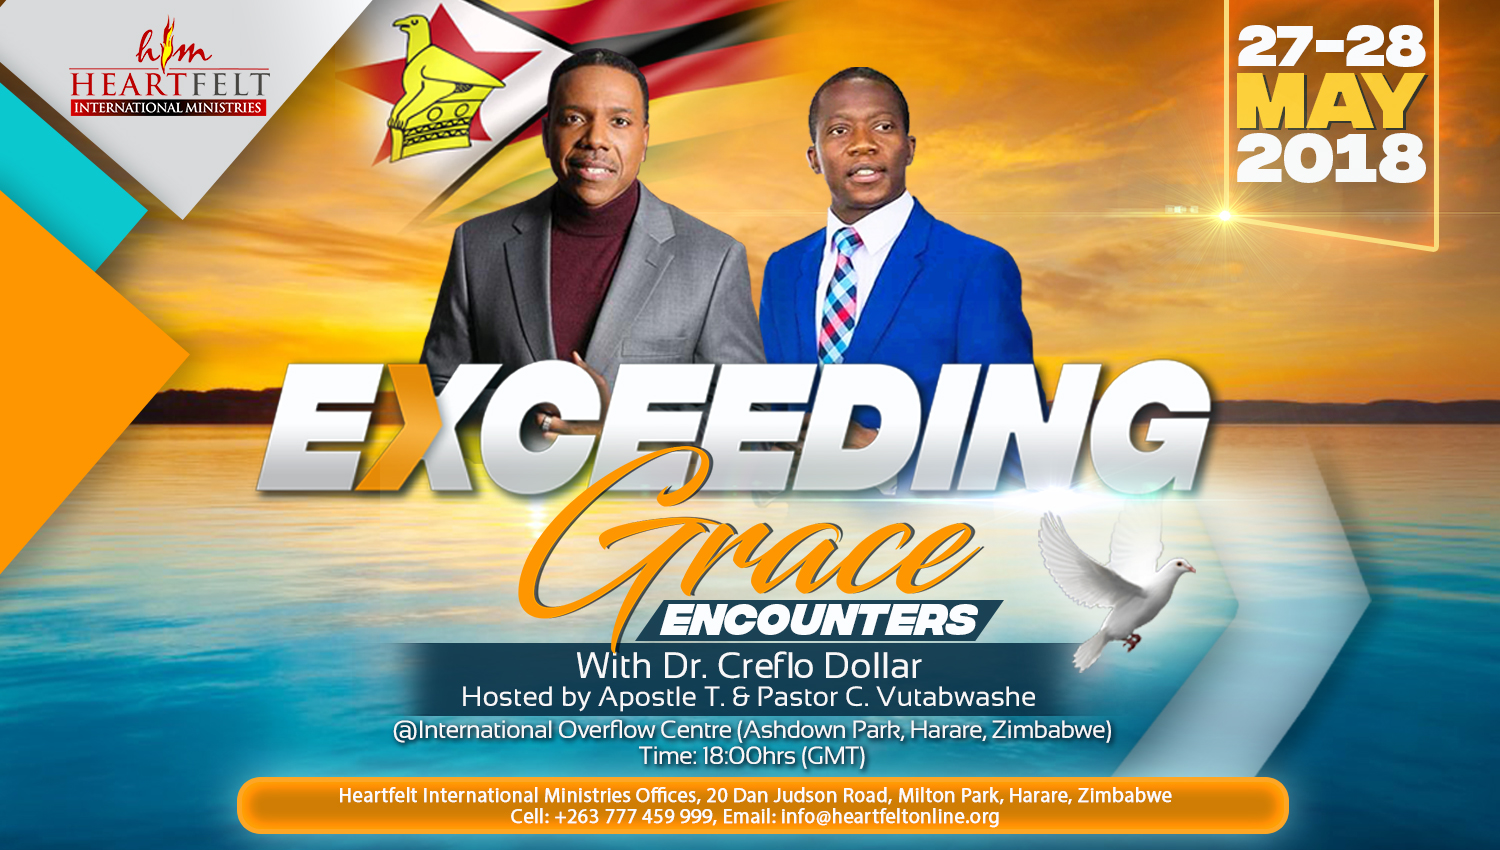 hfm
HEARTFELT
INTERNATIONAL MINISTRIES
27-28
MAY
2018
EXCEEDING
Grace
ENCOUNTERS
With Dr. Creflo Dollar
Hosted by Apostle T. & Pastor C. Vutabwashe
@International Overflow Centre (Ashdown Park, Harare, Zimbabwe)
Time: 18:00hrs (GMT)
Heartfelt International Ministries Offices, 20 Dan Judson Road, Milton Park, Harare, Zimbabwe
Cell: +263 777 459 999, Email: info@heartfeltonline.org